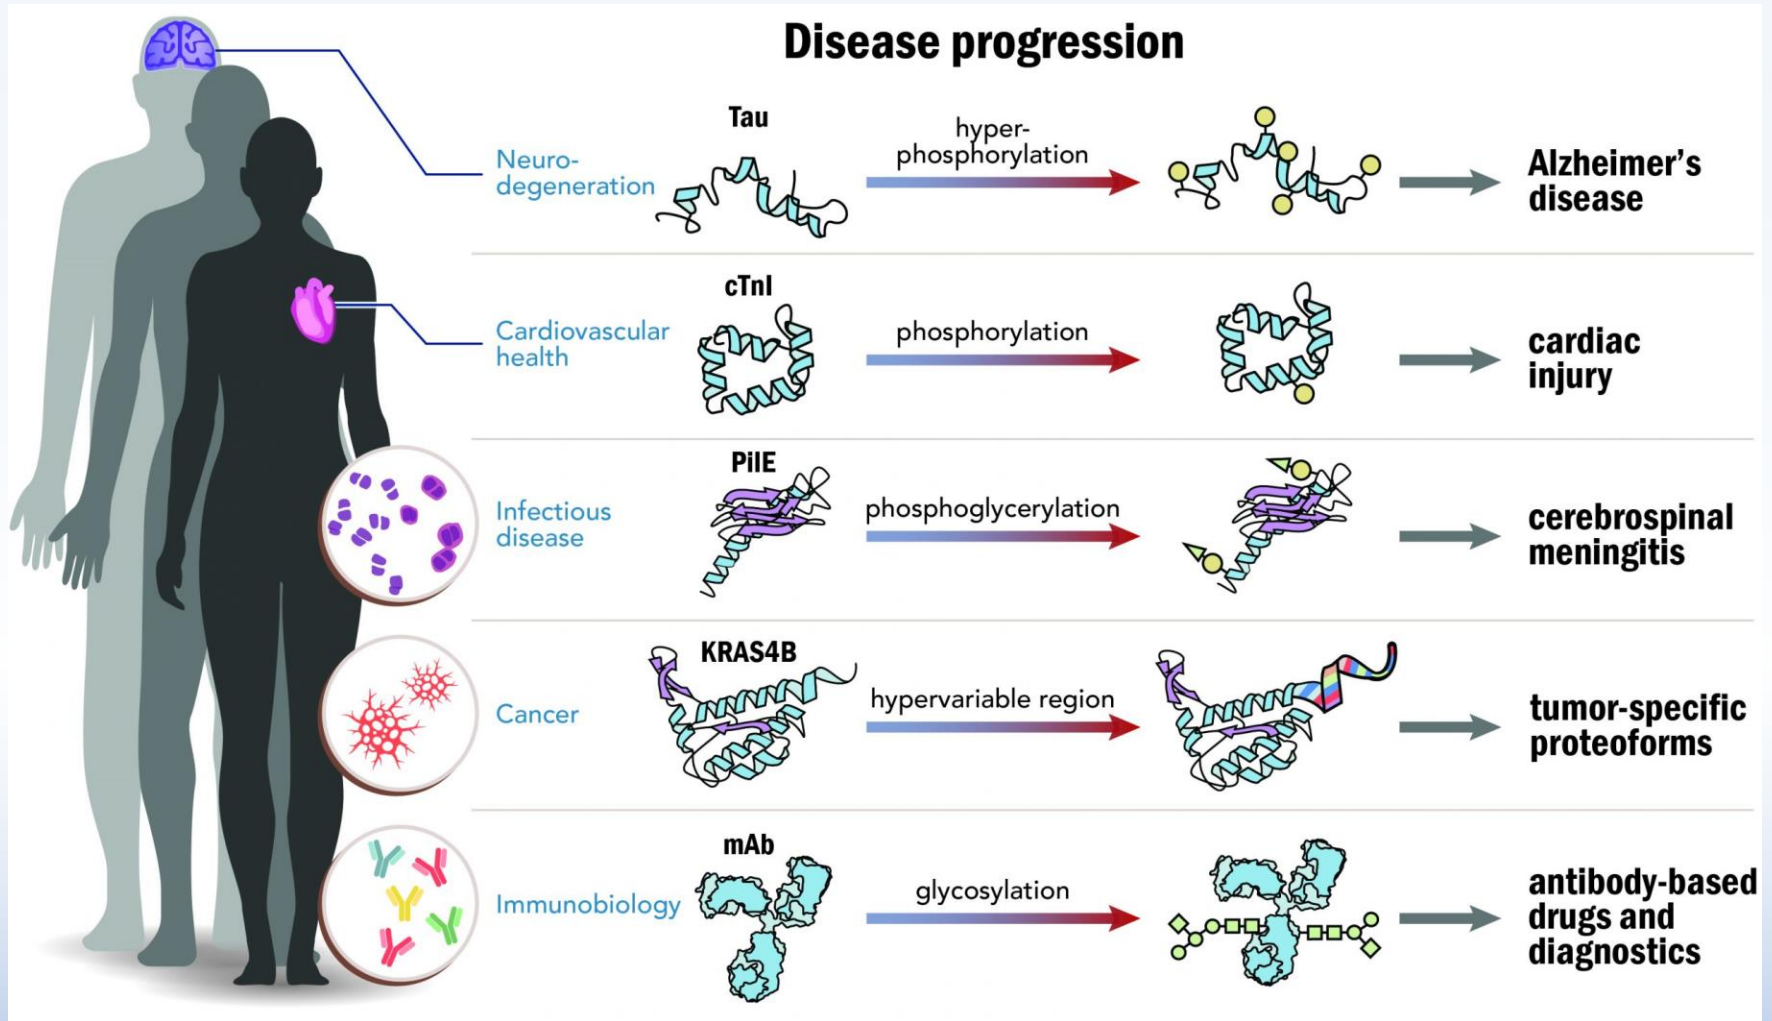 Disease progression
Neuro-
degeneration
Tau
hyper-
phosphorylation
Alzheimer's
disease
Cardiovascular
health
cTnI
phosphorylation
cardiac
injury
Infectious
disease
PilE
phosphoglycerylation
cerebrospinal
meningitis
Cancer
KRAS4B
hypervariable region
tumor-specific
proteoforms
Immunobiology
mAb
glycosylation
antibody-based
drugs and
diagnostics